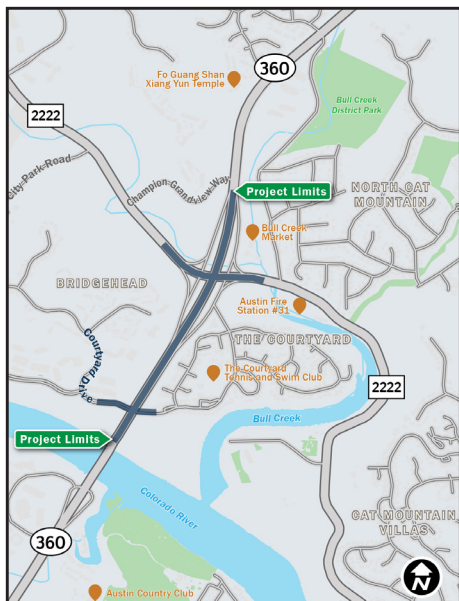 Fo Guang Shan
Xiang Yun Temple
360
Bull Creek
District Park
2222
City Park Road
Champion Grandview Way
Project Limits
NORTH CAT
MOUNTAIN
Bull Creek
Market
BRIDGEHEAD
Austin Fire
Station #31
THE COURTYARD
Courtyard Drive
The Courtyard
Tennis and Swim Club
2222
Bull Creek
Project Limits
Colorado
River
CAT MOUNTAIN
VILLAS
360
Austin Country Club
N